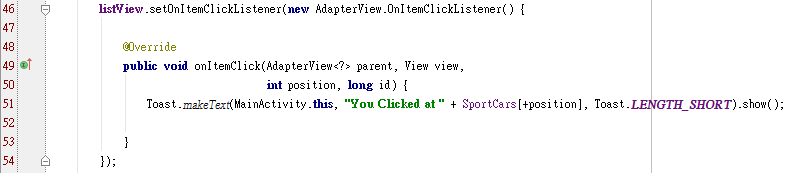 46 listView.setOnItemClickListener(new AdapterView.OnItemClickListener() {
47
48 @Override
49 public void onItemClick(AdapterView<?> parent, View view,
50 int position, long id) {
51 Toast.makeText(MainActivity.this, "You Clicked at " + SportCars[+position], Toast.LENGTH_SHORT).show();
52
53 }
54 });